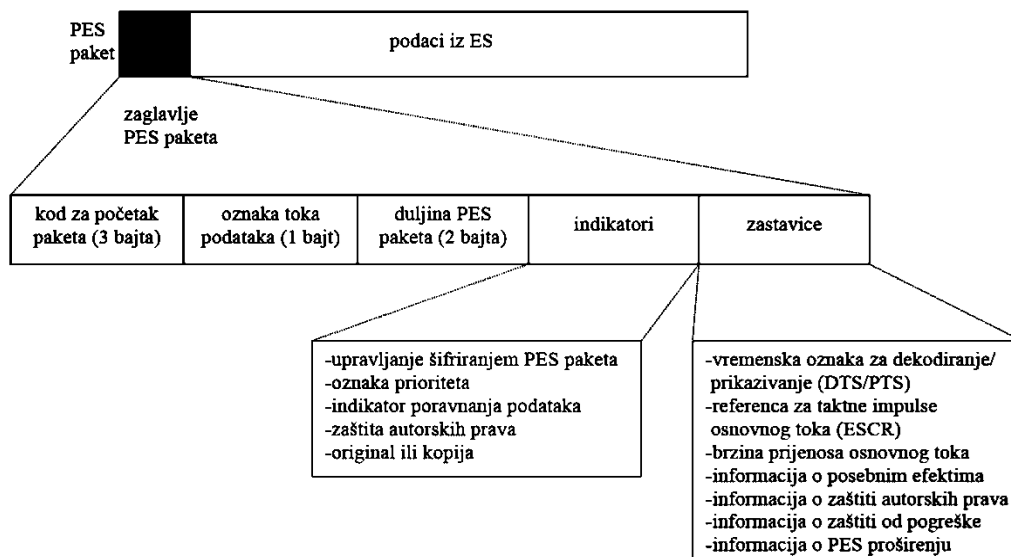 PES
paket
podaci iz ES
zaglavlje
PES paketa
kod za početak
paketa (3 bajta)
oznaka toka
podataka (1 bajt)
duljina PES
paketa (2 bajta)
indikatori
zastavice
-upravljanje šifriranjem PES paketa
-oznaka prioriteta
-indikator poravnanja podataka
-zaštita autorskih prava
-original ili kopija
-vremenska oznaka za dekodiranje/
prikazivanje (DTS/PTS)
-referenca za taktne impulse
osnovnog toka (ESCR)
-brzina prijenosa osnovnog toka
-informacija o posebnim efektima
-informacija o zaštiti autorskih prava
-informacija o zaštiti od pogreške
-informacija o PES proširenju